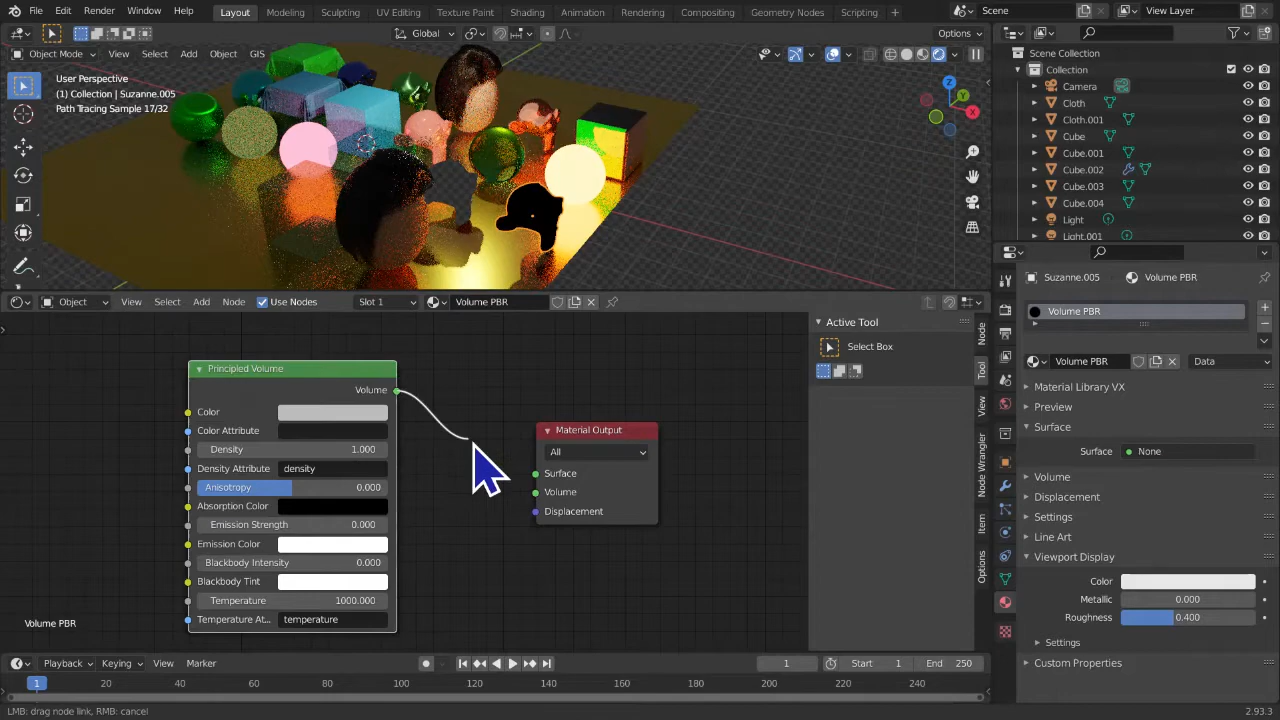 File Edit Render Window Help Layout Modeling Sculpting UV Editing Texture Paint Shading Animation Rendering Compositing Geometry Nodes Scripting + Scene View Layer
Global Options
Object Mode View Select Add Object GIS
User Perspective
(1) Collection | Suzanne.005
Path Tracing Sample 17/32
Z
Y
X
Scene Collection
Collection
Camera
Cloth
Cloth.001
Cube
Cube.001
Cube.002
Cube.003
Cube.004
Light
Light.001
Object View Select Add Node Use Nodes Slot 1 Volume PBR
Principled Volume
Volume
Color
Color Attribute
Density 1.000
Density Attribute density
Anisotropy 0.000
Absorption Color
Emission Strength 0.000
Emission Color
Blackbody Intensity 0.000
Blackbody Tint
Temperature 1000.000
Temperature At... temperature
Volume PBR
Material Output
All
Surface
Volume
Displacement
Active Tool
Select Box
Node
Tool
View
Node Wrangler
Item
Options
Suzanne.005 Volume PBR
Volume PBR
Volume PBR Data
Material Library VX
Preview
Surface
Surface None
Volume
Displacement
Settings
Line Art
Viewport Display
Color
Metallic 0.000
Roughness 0.400
Settings
Custom Properties
Playback Keying View Marker 1 Start 1 End 250
1 20 40 60 80 100 120 140 160 180 200 220 240
LMB: drag node link, RMB: cancel 2.93.3